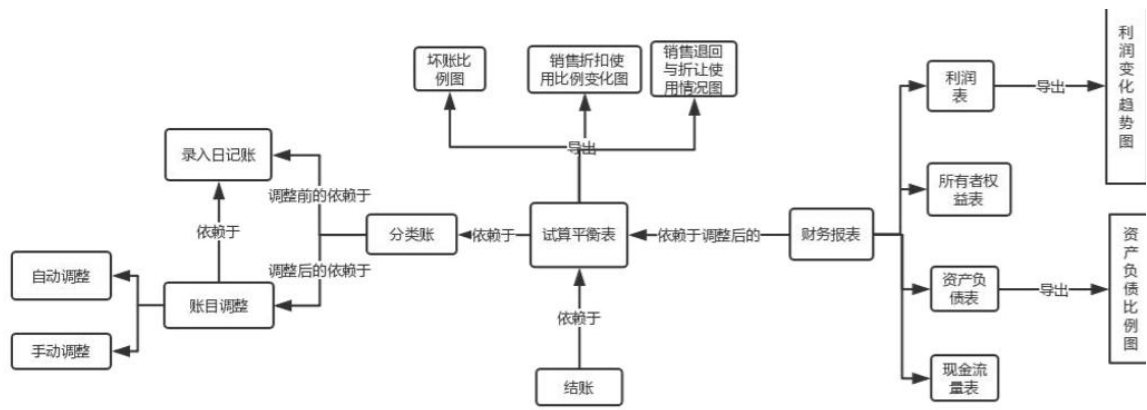 坏账比
例图
销售折扣使
用比例变化图
销售退回
与折让使
用情况图
导出
录入日记账
调整前的依赖于
依赖于
调整后的依赖于
自动调整
手动调整
账目调整
分类账
依赖于
试算平衡表
依赖于
结账
依赖于调整后的
财务报表
利润
表
导出
利润变化趋势图
所有者权
益表
资产负
债表
导出
资产负债比例图
现金流
量表